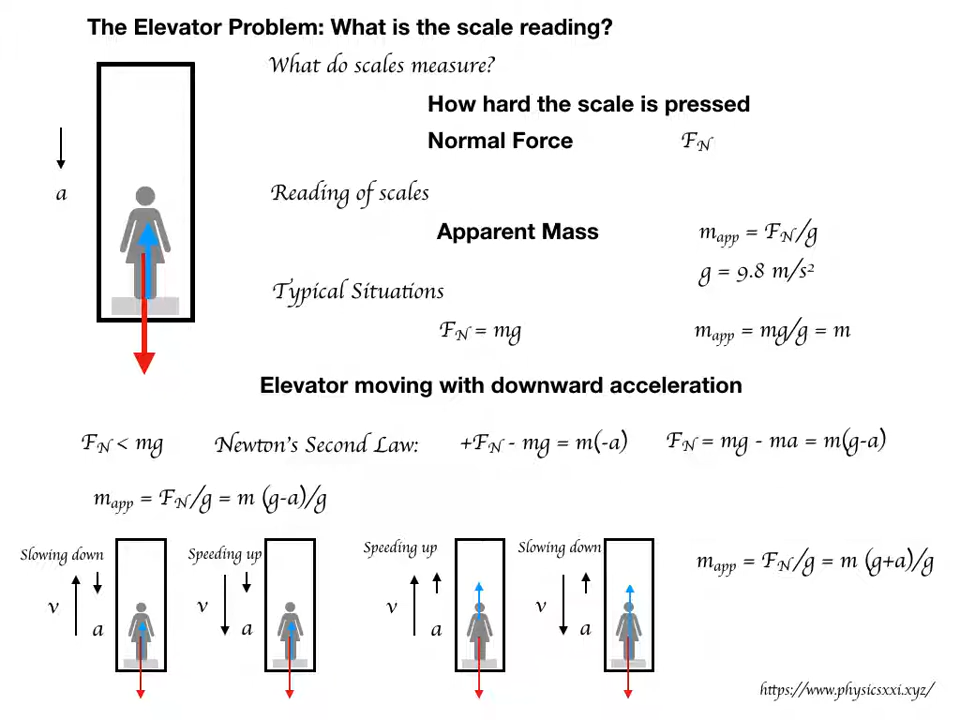 The Elevator Problem: What is the scale reading?
What do scales measure?
How hard the scale is pressed
Normal Force F_N
a
Reading of scales
Apparent Mass m_app = F_N/g
g = 9.8 m/s²
Typical Situations
F_N = mg m_app = mg/g = m
Elevator moving with downward acceleration
F_N < mg Newton's Second Law: +F_N - mg = m(-a) F_N = mg - ma = m(g-a)
m_app = F_N/g = m (g-a)/g
Slowing down Speeding up Speeding up Slowing down
m_app = F_N/g = m (g+a)/g
v v v v
a a a a
https://www.physicsxxi.xyz/